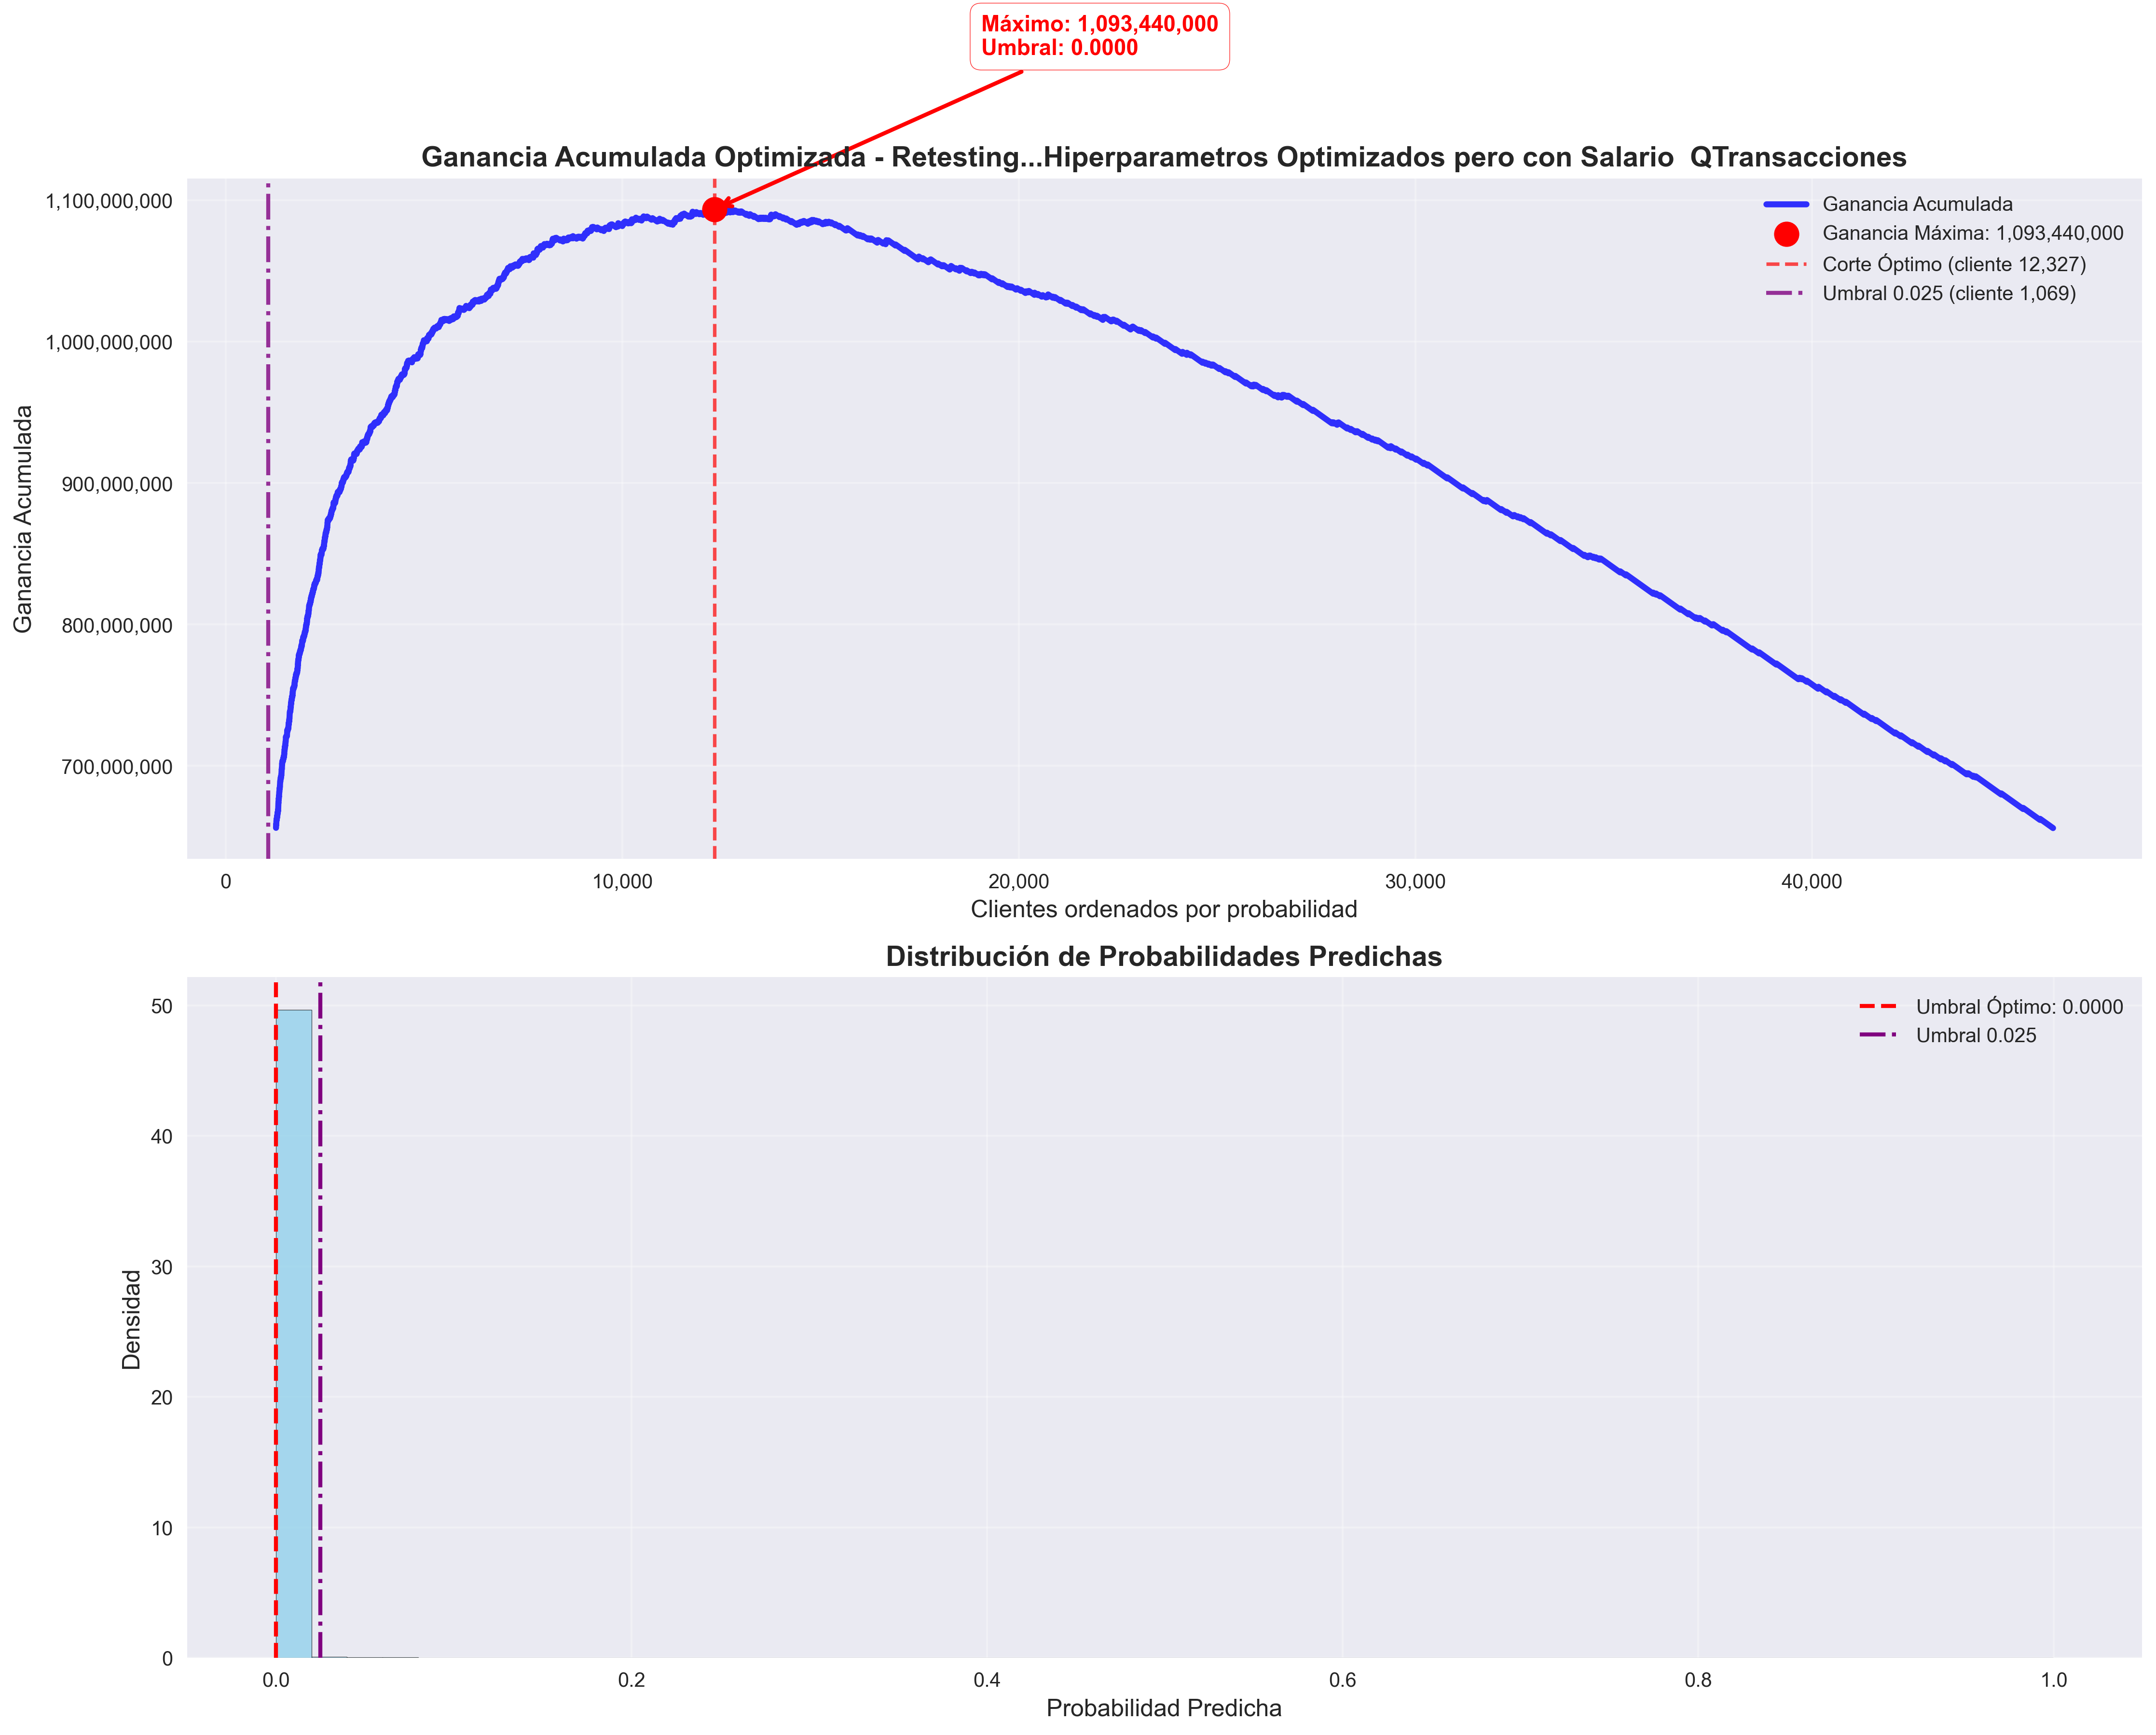 Máximo: 1,093,440,000
Umbral: 0.0000
Ganancia Acumulada Optimizada - Retesting...Hiperparametros Optimizados pero con Salario  QTransacciones
Ganancia Acumulada
1,100,000,000
1,000,000,000
900,000,000
800,000,000
700,000,000
Ganancia Acumulada
Ganancia Máxima: 1,093,440,000
Corte Óptimo (cliente 12,327)
Umbral 0.025 (cliente 1,069)
0
10,000
20,000
30,000
40,000
Clientes ordenados por probabilidad
Distribución de Probabilidades Predichas
Densidad
50
40
30
20
10
0
Umbral Óptimo: 0.0000
Umbral 0.025
0.0
0.2
0.4
0.6
0.8
1.0
Probabilidad Predicha